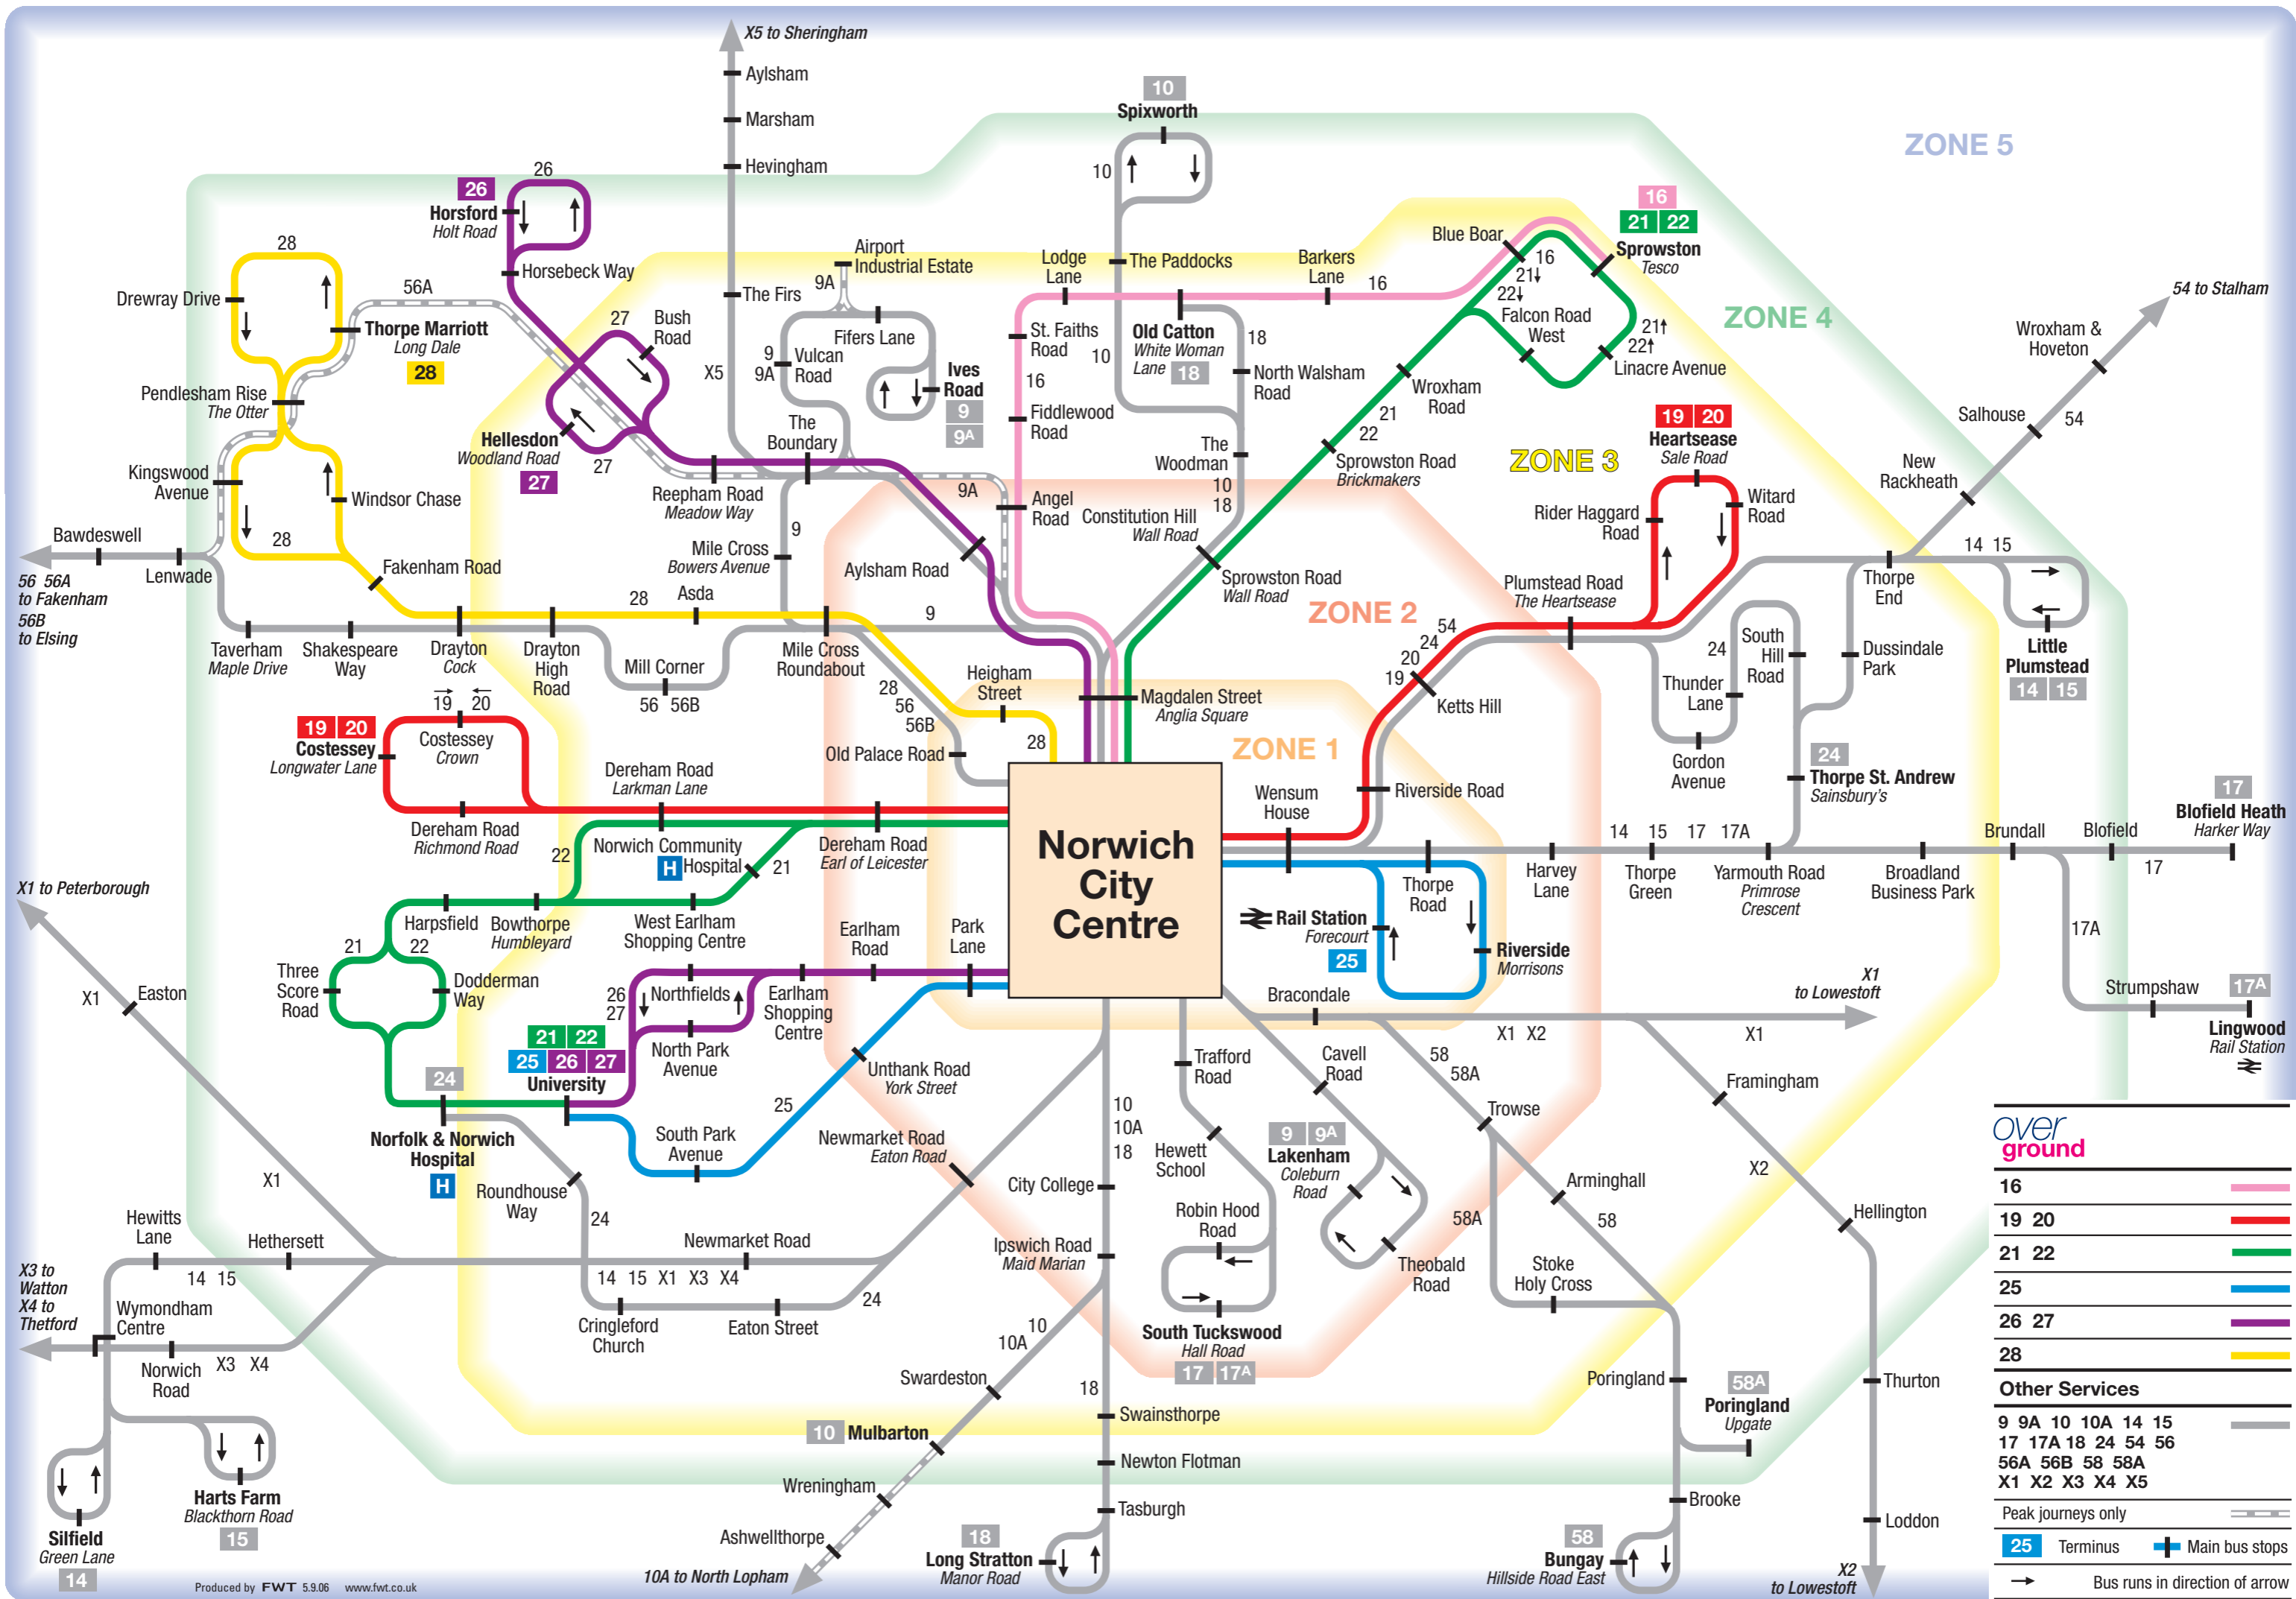 X5 to Sheringham
Aylsham
Marsham
Hevingham
The Firs
X5
10
Spixworth
10
ZONE 5
26
26
Horsford
Holt Road
Horsebeck Way
28
Drewray Drive
56A
Thorpe Marriott
Long Dale
28
Pendlesham Rise
The Otter
Kingswood
Avenue
Windsor Chase
28
Bawdeswell
Lenwade
56 56A
to Fakenham
56B
to Elsing
Fakenham Road
27
Bush
Road
Hellesdon
Woodland Road
27
27
Airport
Industrial Estate
9A
Fifers Lane
9
9A
Vulcan
Road
Ives
Road
9
9A
The
Boundary
Reepham Road
Meadow Way
9A
9
Mile Cross
Bowers Avenue
Aylsham Road
Lodge
Lane
The Paddocks
Barkers
Lane
16
St. Faiths
Road
16
Fiddlewood
Road
10
Old Catton
White Woman
Lane
18
18
North Walsham
Road
The
Woodman
10
18
Angel
Road
Constitution Hill
Wall Road
Sprowston Road
Wall Road
Blue Boar
16
21↓
22↓
16
21 22
Sprowston
Tesco
Falcon Road
West
21↑
22↑
Linacre Avenue
Wroxham
Road
21
22
Sprowston Road
Brickmakers
ZONE 3
ZONE 4
54 to Stalham
Wroxham &
Hoveton
Salhouse
54
New
Rackheath
19 20
Heartsease
Sale Road
Rider Haggard
Road
Witard
Road
Plumstead Road
The Heartsease
ZONE 2
14 15
Thorpe
End
Little
Plumstead
14 15
Dussindale
Park
South
Hill
Road
24
Thunder
Lane
Gordon
Avenue
24
Thorpe St. Andrew
Sainsbury's
54
24
20
19
Ketts Hill
Taverham
Maple Drive
Shakespeare
Way
Drayton
Cock
Drayton
High
Road
28
Asda
Mill Corner
56 56B
Mile Cross
Roundabout
9
28
56
56B
Heigham
Street
28
Old Palace Road
Magdalen Street
Anglia Square
ZONE 1
19 20
19 20
Costessey
Longwater Lane
Costessey
Crown
Dereham Road
Richmond Road
Dereham Road
Larkman Lane
22
Norwich Community
H Hospital
21
Dereham Road
Earl of Leicester
Norwich
City
Centre
Wensum
House
Riverside Road
Thorpe
Road
Harvey
Lane
14 15 17 17A
Thorpe
Green
Yarmouth Road
Primrose
Crescent
Broadland
Business Park
Brundall
Blofield
17
17
Blofield Heath
Harker Way
17A
Strumpshaw
17A
Lingwood
Rail Station
Rail Station
Forecourt
25
Riverside
Morrisons
X1 to Peterborough
X1
Easton
X1
Harpsfield
Bowthorpe
Humbleyard
West Earlham
Shopping Centre
21
22
Three
Score
Road
Dodderman
Way
Earlham
Road
Park
Lane
Northfields
26
27
North Park
Avenue
Earlham
Shopping
Centre
21 22
25 26 27
University
24
Norfolk & Norwich
Hospital
H
Roundhouse
Way
24
South Park
Avenue
25
Unthank Road
York Street
Newmarket Road
Eaton Road
Newmarket Road
14 15 X1 X3 X4
Cringleford
Church
Eaton Street
24
Hewitts
Lane
14 15
Hethersett
X3 to
Watton
X4 to
Thetford
Wymondham
Centre
Norwich
Road
X3 X4
Silfield
Green Lane
14
Harts Farm
Blackthorn Road
15
Produced by FWT 5.9.06 www.fwt.co.uk
10
10A
18
City College
Ipswich Road
Maid Marian
10
10A
Swardeston
10
Mulbarton
Wreningham
Ashwellthorpe
10A to North Lopham
18
Swainsthorpe
Newton Flotman
Tasburgh
18
Long Stratton
Manor Road
Trafford
Road
Hewett
School
Robin Hood
Road
South Tuckswood
Hall Road
17 17A
Bracondale
Cavell
Road
9 9A
Lakenham
Coleburn
Road
Theobald
Road
X1 X2
X1
to Lowestoft
X1
58
58A
Trowse
Arminghall
58A
58
Stoke
Holy Cross
Framingham
X2
Hellington
Thurton
Loddon
X2
to Lowestoft
Poringland
58A
Poringland
Upgate
Brooke
58
Bungay
Hillside Road East
over
ground
16
19 20
21 22
25
26 27
28
Other Services
9 9A 10 10A 14 15
17 17A 18 24 54 56
56A 56B 58 58A
X1 X2 X3 X4 X5
Peak journeys only
25 Terminus
Main bus stops
Bus runs in direction of arrow